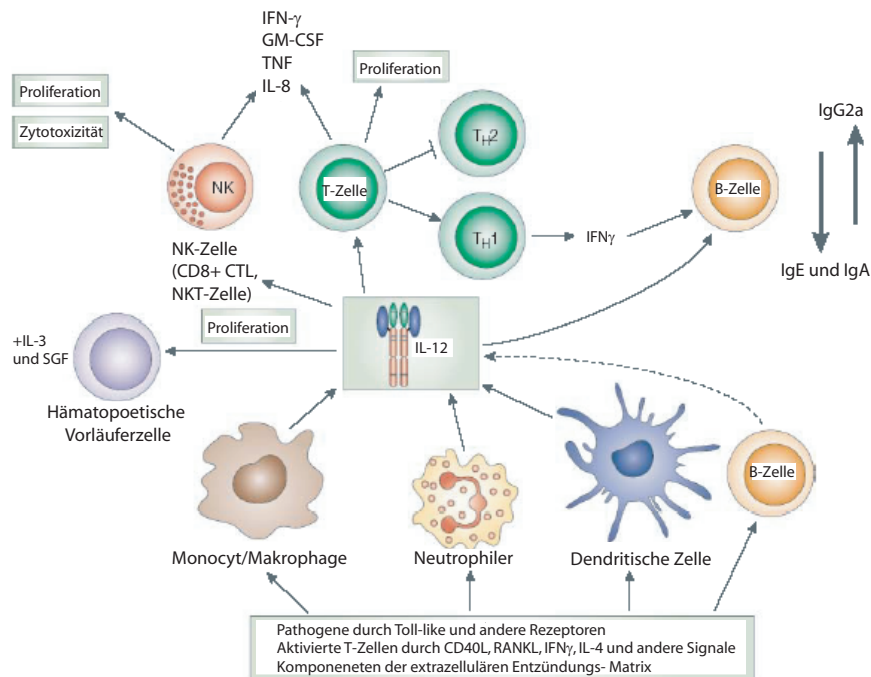 IFN-γ
GM-CSF
TNF
IL-8
Proliferation
Zytotoxizität
Proliferation
NK
T-Zelle
TH2
TH1
IFNγ
B-Zelle
IgG2a
IgE und IgA
NK-Zelle
(CD8+ CTL,
NKT-Zelle)
Proliferation
+IL-3
und SGF
Hämatopoetische
Vorläuferzelle
IL-12
B-Zelle
Monocyt/Makrophage
Neutrophiler
Dendritische Zelle
Pathogene durch Toll-like und andere Rezeptoren
Aktivierte T-Zellen durch CD40L, RANKL, IFNγ, IL-4 und andere Signale
Komponeneten der extrazellulären Entzündungs- Matrix